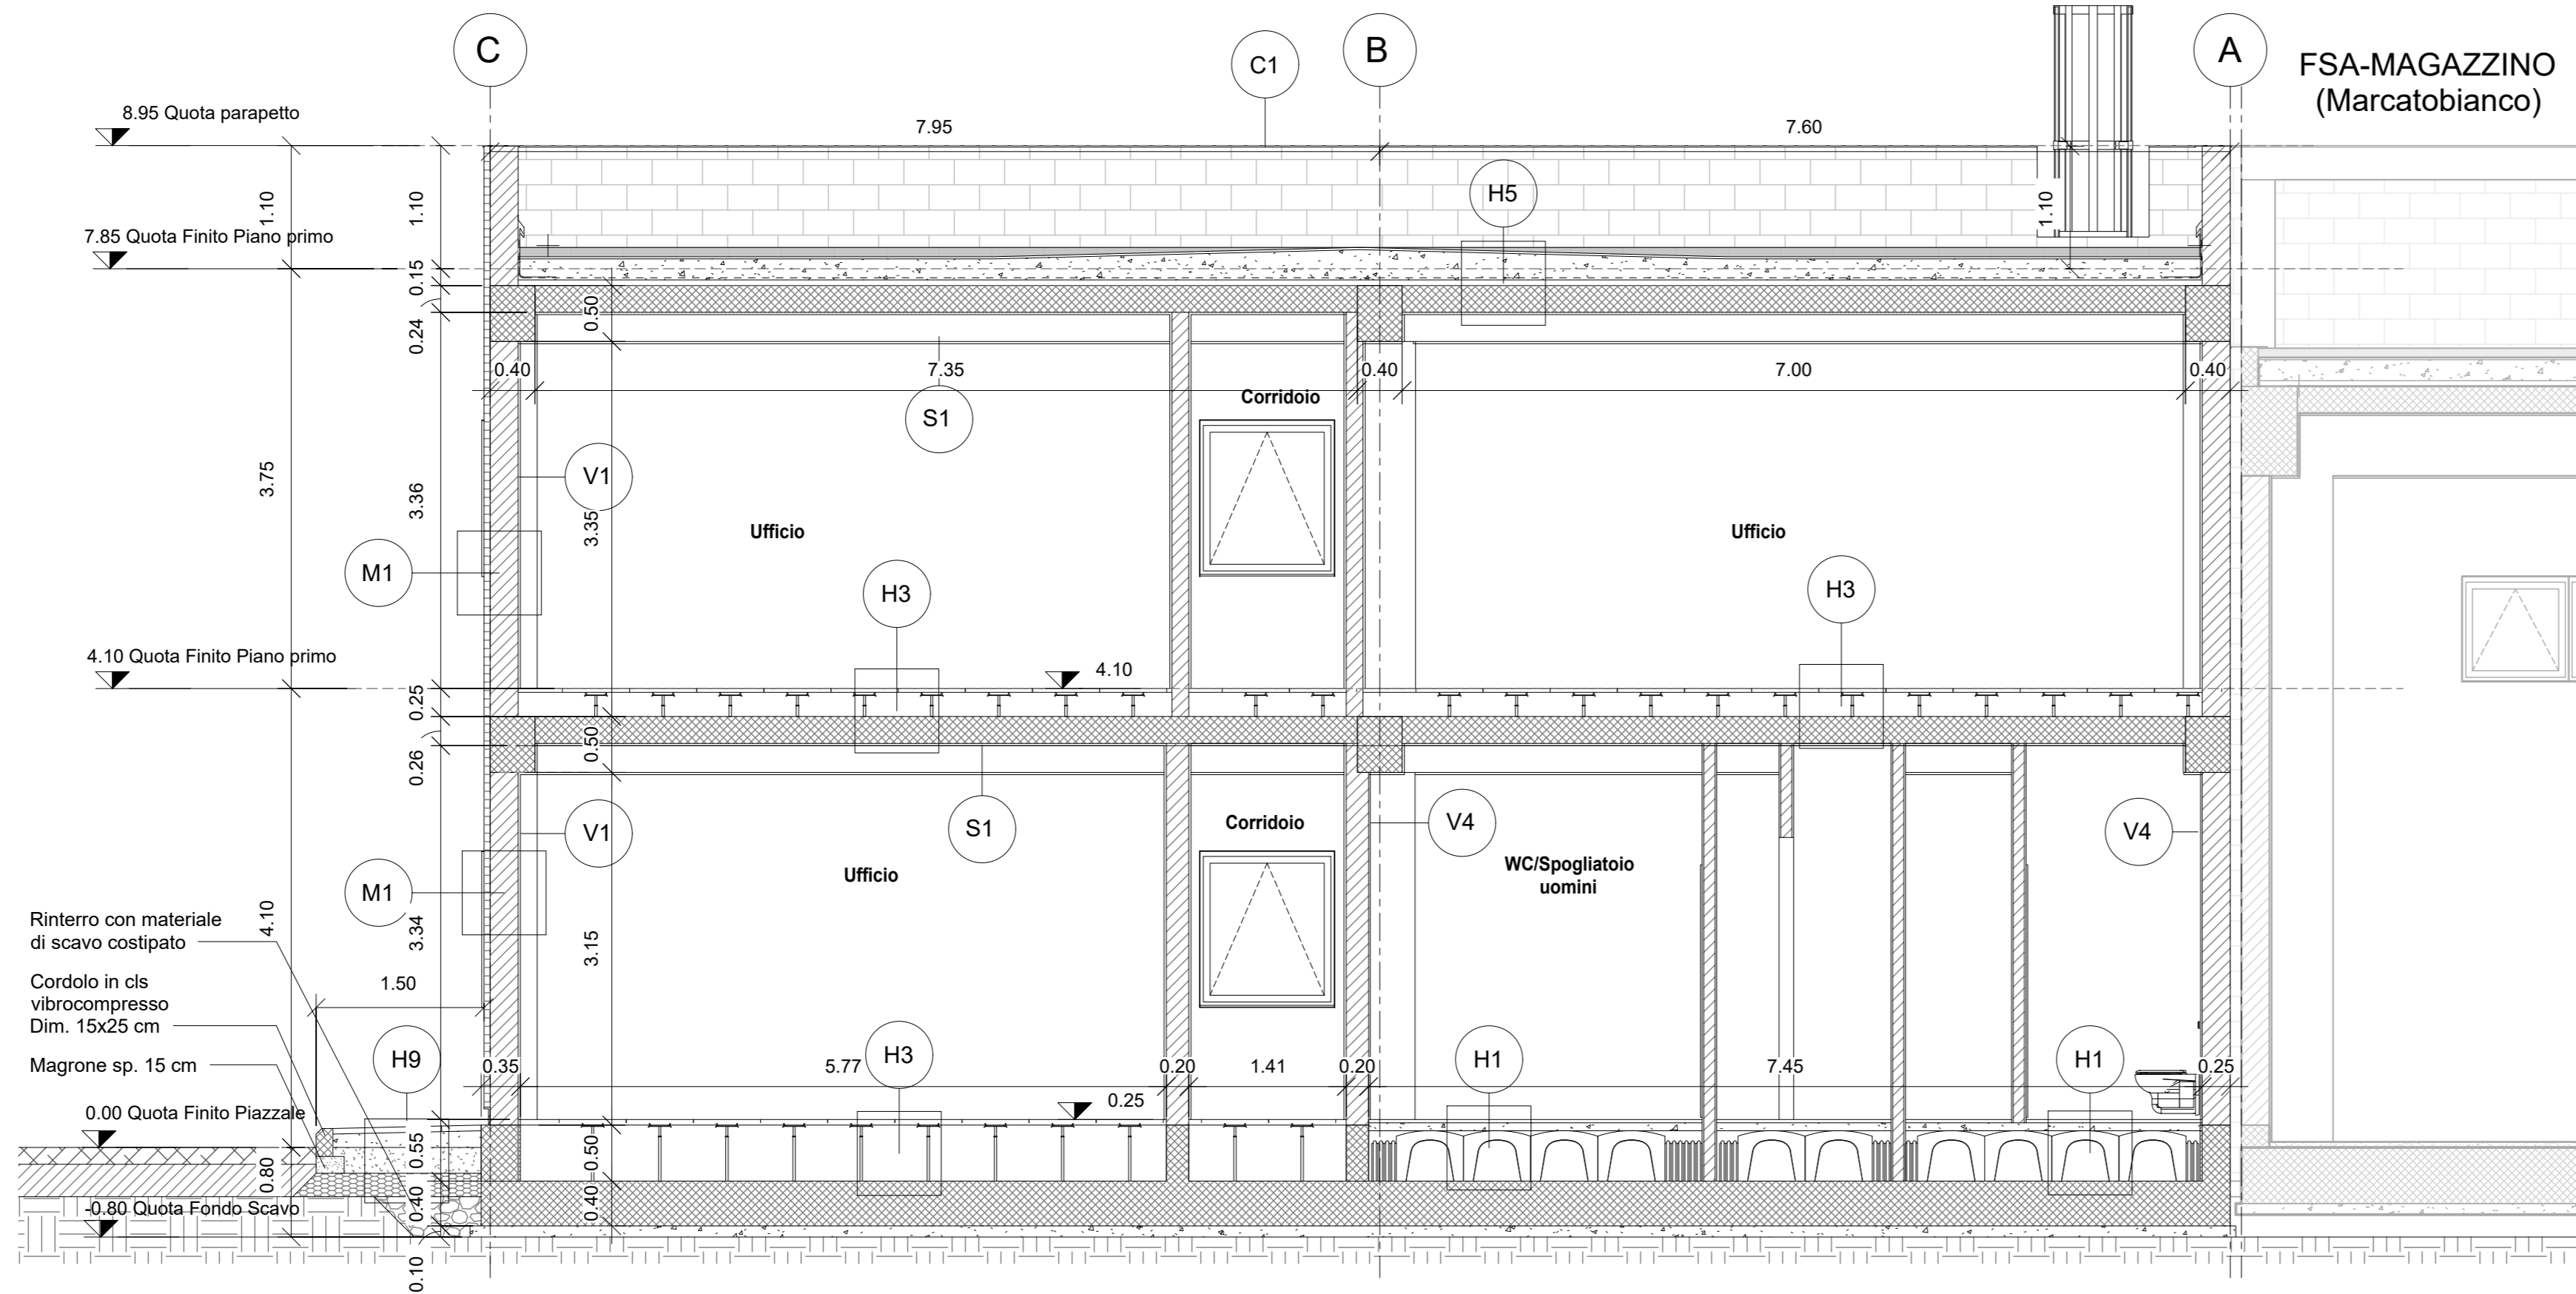 C
C1
B
A
FSA-MAGAZZINO
(Marcatobianco)
8.95 Quota parapetto
7.95
7.60
1.10
1.10
H5
1.10
7.85 Quota Finito Piano primo
0.15
0.24
0.50
0.40
7.35
0.40
7.00
0.40
Corridoio
S1
3.75
3.36
V1
3.35
Ufficio
Ufficio
M1
H3
H3
4.10 Quota Finito Piano primo
4.10
0.25
0.50
0.26
V1
S1
Corridoio
V4
V4
WC/Spogliatoio
uomini
Ufficio
M1
4.10
3.34
3.15
Rinterro con materiale
di scavo costipato
Cordolo in cls
vibrocompresso
Dim. 15x25 cm
1.50
Magrone sp. 15 cm
H9
0.35
5.77
H3
0.20
1.41
0.20
H1
7.45
H1
0.25
0.00 Quota Finito Piazzale
0.25
0.80
0.55
0.50
-0.80 Quota Fondo Scavo
0.40
0.40
0.10